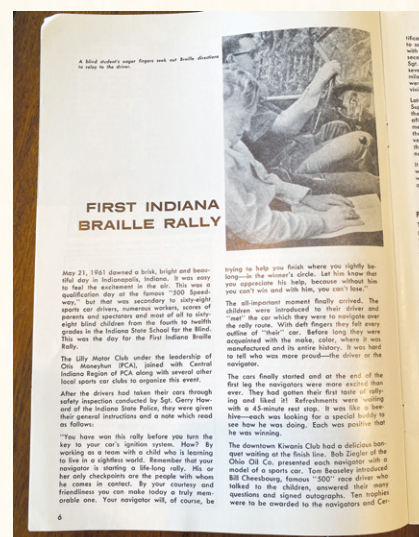 A blind student's eager fingers seek out Braille directions
to relay to the driver.
FIRST INDIANA
BRAILLE RALLY
May 21, 1961 dawned a brisk, bright and beau-
tiful day in Indianapolis, Indiana. It was easy
to feel the excitement in the air. This was a
qualification day at the famous "500 Speed-
way," but that was secondary to sixty-eight
sport car drivers, numerous workers, scores of
parents and spectators and most of all to sixty-
eight blind children from the fourth to twelfth
grades in the Indiana State School for the Blind.
This was the day for the First Indiana Braille
Rally.
The Lilly Motor Club under the leadership of
Otis Moneyhun (PCA), joined with Central
Indiana Region of PCA along with several other
local sport car clubs to organize this event.
After the drivers had taken their cars through
safety inspection conducted by Sgt. Gerry How-
ard of the Indiana State Police, they were given
their general instructions and a note which read
as follows:
"You have won this rally before you turn the
key to your car's ignition system. How? By
working as a team with a child who is learning
to live in a sightless world. Remember that your
navigator is starting a life-long rally. His or
her only checkpoints are the people with whom
he comes in contact. By your courtesy and
friendliness you can make today a truly mem-
orable one. Your navigator will, of course, be
6
trying to help you finish where you rightly be-
long—in the winner's circle. Let him know that
you appreciate his help, because without him
you can't win and with him, you can't lose."
The all-important moment finally arrived. The
children were introduced to their driver and
"met" the car which they were to navigate over
the rally route. With deft fingers they felt every
outline of "their" car. Before long they were
acquainted with the make, color, where it was
manufactured and its entire history. It was hard
to tell who was more proud—the driver or the
navigator.
The cars finally started and at the end of the
first leg the navigators were more excited than
ever. They had gotten their first taste of rally-
ing and liked it! Refreshments were waiting
with a 45-minute rest stop. It was like a bee-
hive—each was looking for a special buddy to
see how he was doing. Each was positive that
he was winning.
The downtown Kiwanis Club had a delicious ban-
quet waiting at the finish line. Bob Ziegler of the
Ohio Oil Co. presented each navigator with a
model of a sports car. Tom Beasley introduced
Bill Cheesbourg, famous "500" race driver who
talked to the children, answered their many
questions and signed autographs. Ten trophies
were to be awarded to the navigators and Cer-